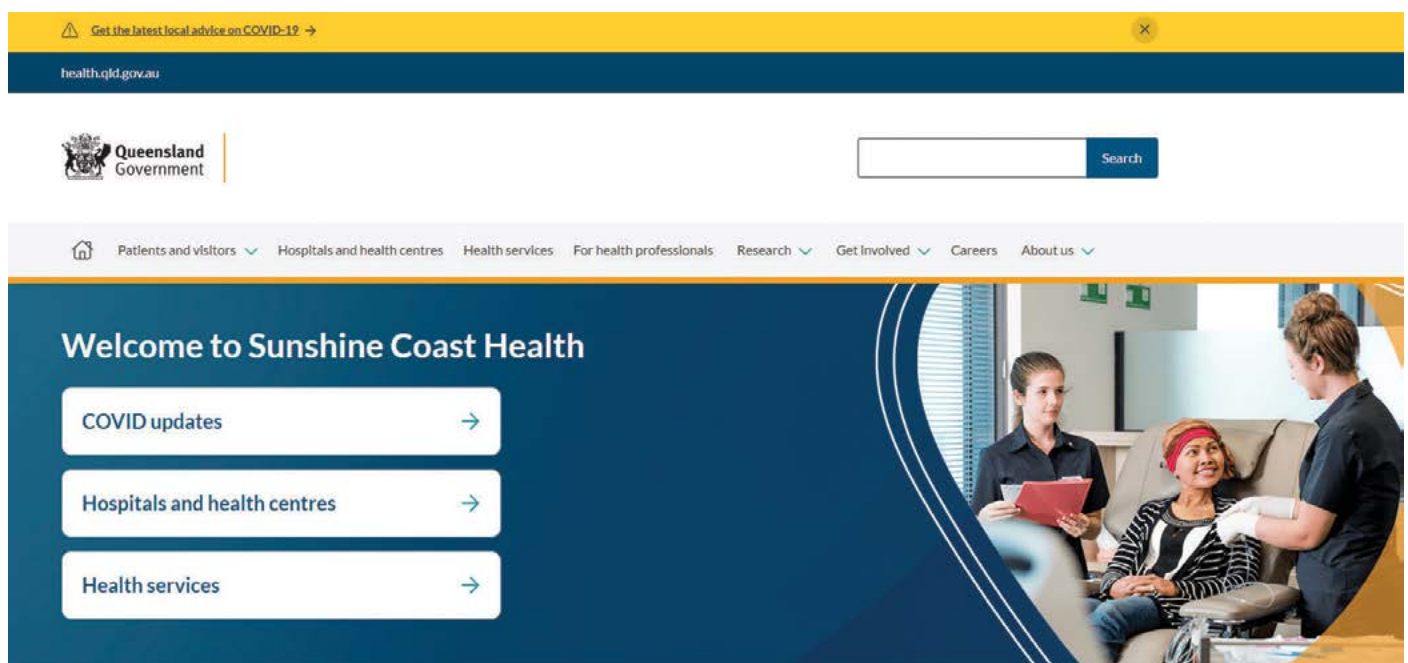 Get the latest local advice on COVID-19 →
health.qld.gov.au
Queensland
Government
Search
Patients and visitors
Hospitals and health centres
Health services
For health professionals
Research
Get involved
Careers
About us
Welcome to Sunshine Coast Health
COVID updates →
Hospitals and health centres →
Health services →